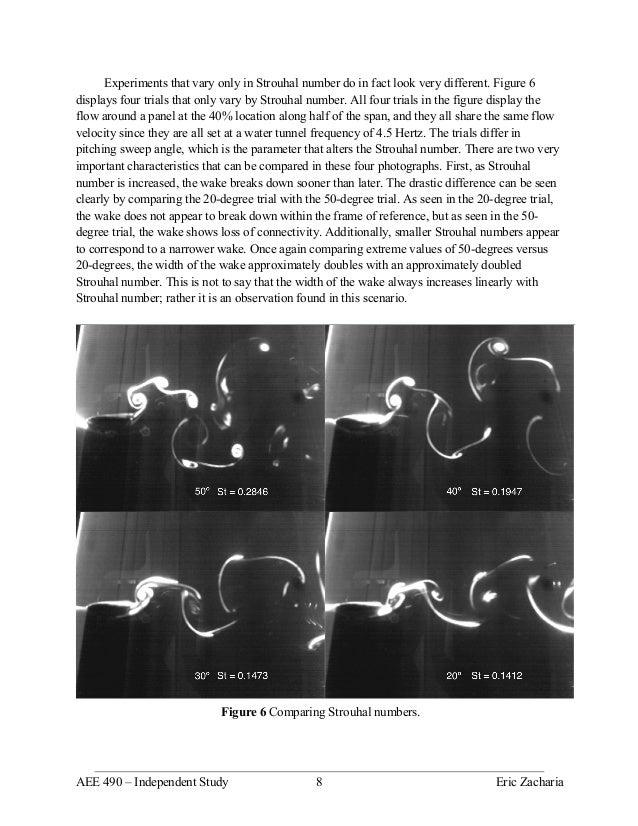 Experiments that vary only in Strouhal number do in fact look very different. Figure 6
displays four trials that only vary by Strouhal number. All four trials in the figure display the
flow around a panel at the 40% location along half of the span, and they all share the same flow
velocity since they are all set at a water tunnel frequency of 4.5 Hertz. The trials differ in
pitching sweep angle, which is the parameter that alters the Strouhal number. There are two very
important characteristics that can be compared in these four photographs. First, as Strouhal
number is increased, the wake breaks down sooner than later. The drastic difference can be seen
clearly by comparing the 20-degree trial with the 50-degree trial. As seen in the 20-degree trial,
the wake does not appear to break down within the frame of reference, but as seen in the 50-
degree trial, the wake shows loss of connectivity. Additionally, smaller Strouhal numbers appear
to correspond to a narrower wake. Once again comparing extreme values of 50-degrees versus
20-degrees, the width of the wake approximately doubles with an approximately doubled
Strouhal number. This is not to say that the width of the wake always increases linearly with
Strouhal number; rather it is an observation found in this scenario.
50° St = 0.2846
40° St = 0.1947
30° St = 0.1473
20° St = 0.1412
Figure 6 Comparing Strouhal numbers.
AEE 490 – Independent Study 8 Eric Zacharia